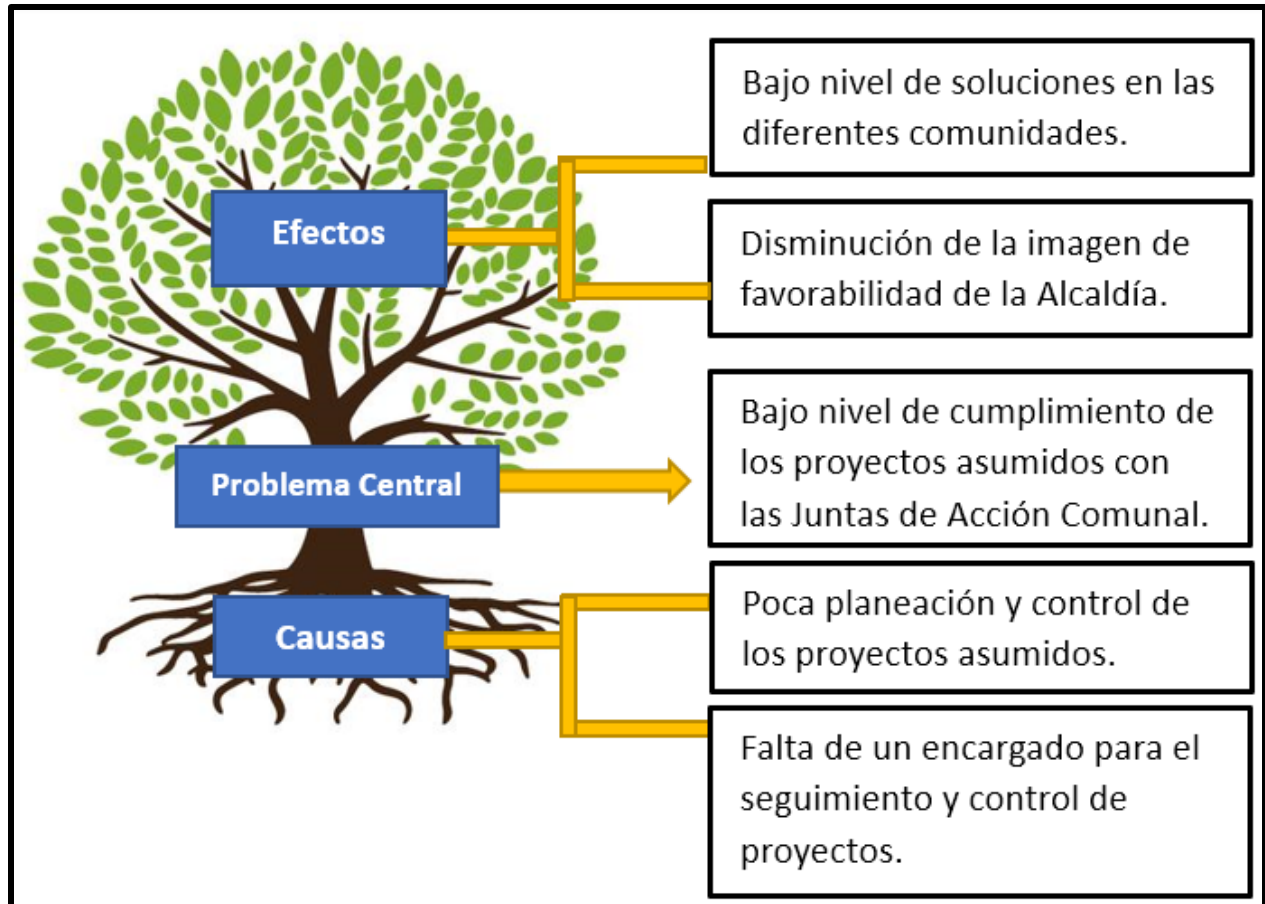 Efectos
Bajo nivel de soluciones en las
diferentes comunidades.
Disminución de la imagen de
favorabilidad de la Alcaldía.
Problema Central
Bajo nivel de cumplimiento de
los proyectos asumidos con
las Juntas de Acción Comunal.
Causas
Poca planeación y control de
los proyectos asumidos.
Falta de un encargado para el
seguimiento y control de
proyectos.